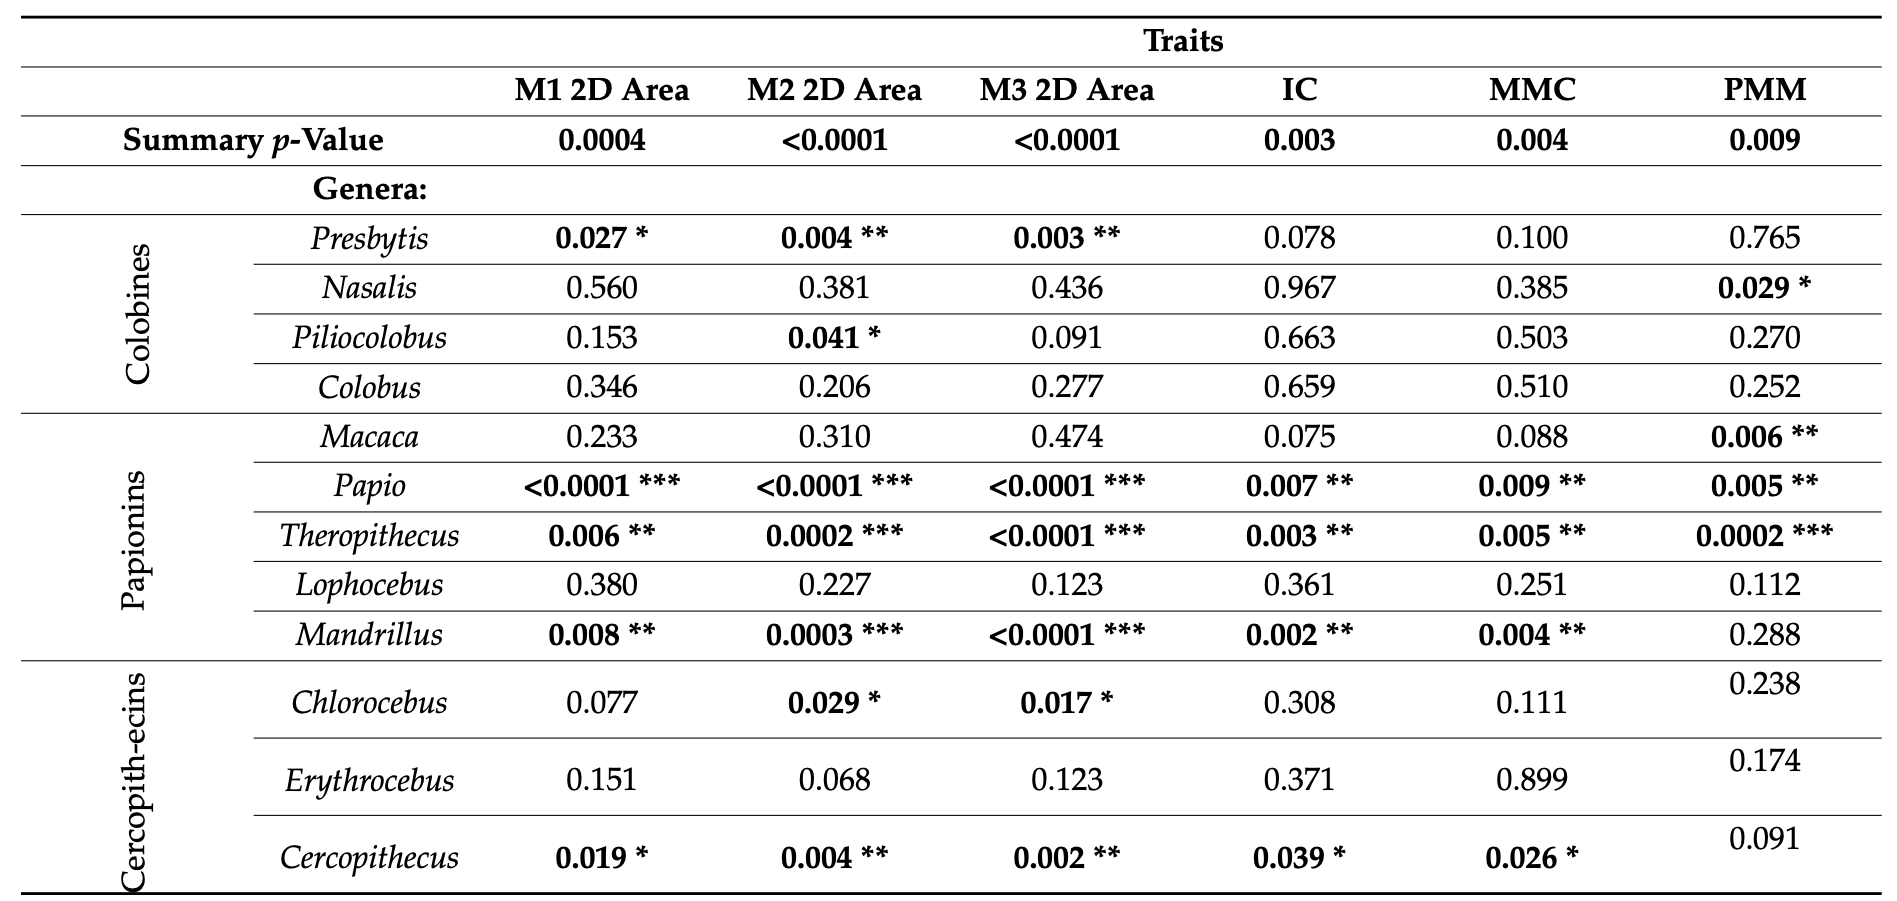 Traits
M1 2D Area M2 2D Area M3 2D Area IC MMC PMM
Summary p-Value 0.0004 <0.0001 <0.0001 0.003 0.004 0.009
Genera:
Colobines
Presbytis 0.027 * 0.004 ** 0.003 ** 0.078 0.100 0.765
Nasalis 0.560 0.381 0.436 0.967 0.385 0.029 *
Piliocolobus 0.153 0.041 * 0.091 0.663 0.503 0.270
Colobus 0.346 0.206 0.277 0.659 0.510 0.252
Papionins
Macaca 0.233 0.310 0.474 0.075 0.088 0.006 **
Papio <0.0001 *** <0.0001 *** <0.0001 *** 0.007 ** 0.009 ** 0.005 **
Theropithecus 0.006 ** 0.0002 *** <0.0001 *** 0.003 ** 0.005 ** 0.0002 ***
Lophocebus 0.380 0.227 0.123 0.361 0.251 0.112
Mandrillus 0.008 ** 0.0003 *** <0.0001 *** 0.002 ** 0.004 ** 0.288
Cercopith-ecins
Chlorocebus 0.077 0.029 * 0.017 * 0.308 0.111 0.238
Erythrocebus 0.151 0.068 0.123 0.371 0.899 0.174
Cercopithecus 0.019 * 0.004 ** 0.002 ** 0.039 * 0.026 * 0.091